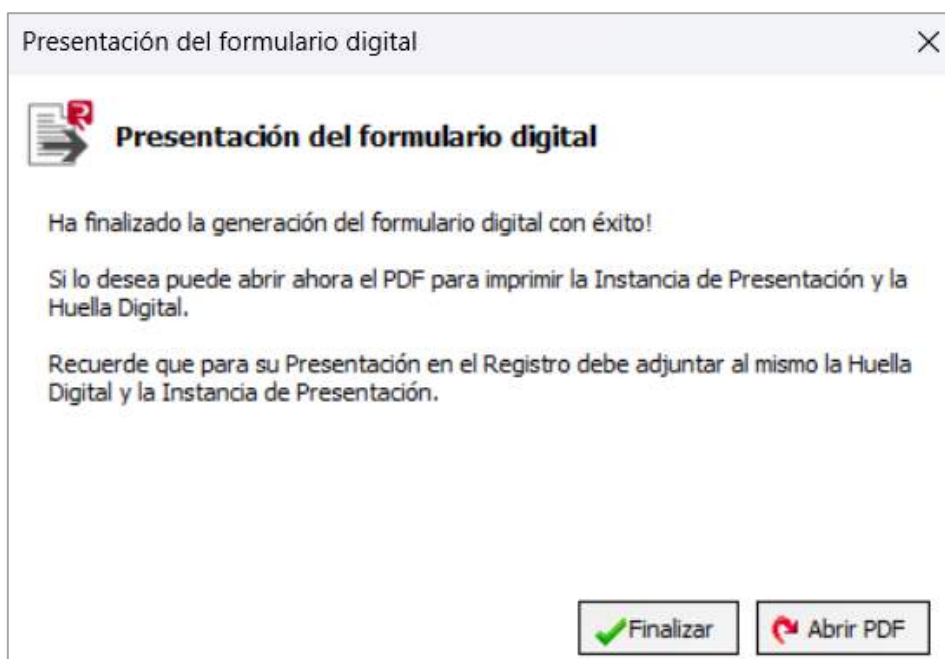 Presentación del formulario digital
Presentación del formulario digital
Ha finalizado la generación del formulario digital con éxito!
Si lo desea puede abrir ahora el PDF para imprimir la Instancia de Presentación y la
Huella Digital.
Recuerde que para su Presentación en el Registro debe adjuntar al mismo la Huella
Digital y la Instancia de Presentación.
Finalizar
Abrir PDF